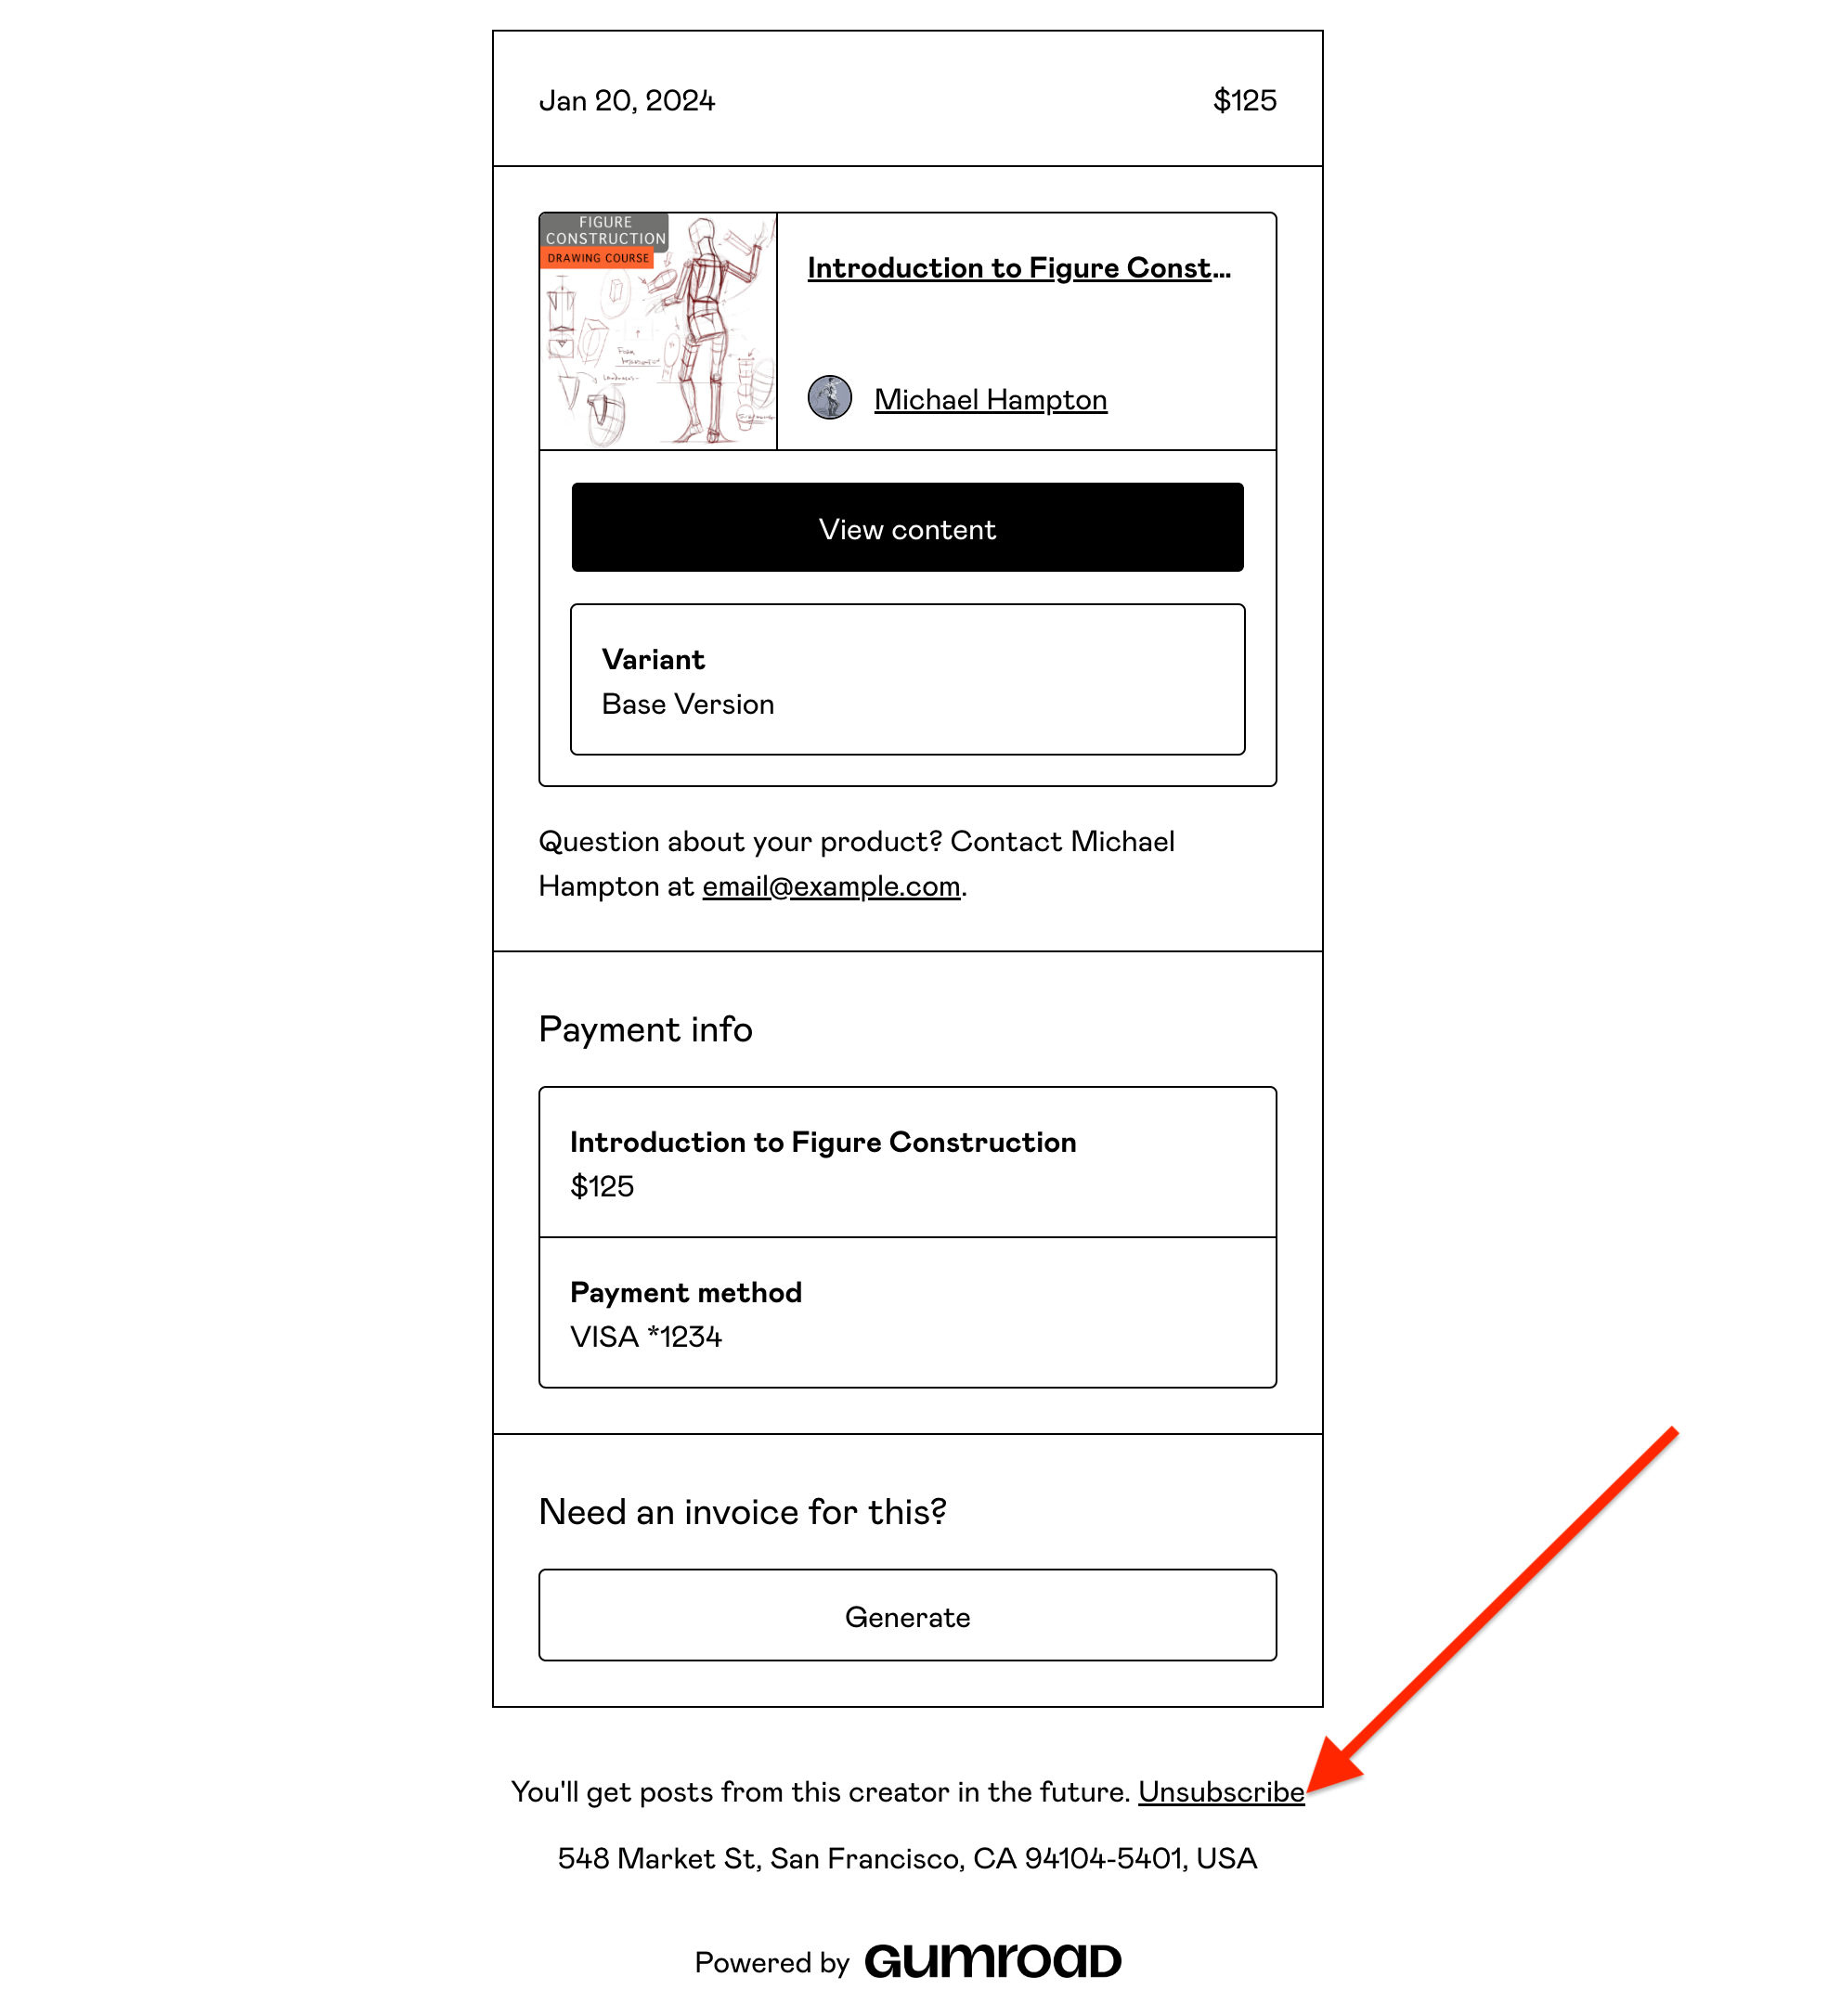 Jan 20, 2024 $125
FIGURE
CONSTRUCTION
DRAWING COURSE
Introduction to Figure Const...
Michael Hampton
View content
Variant
Base Version
Question about your product? Contact Michael
Hampton at email@example.com.
Payment info
Introduction to Figure Construction
$125
Payment method
VISA *1234
Need an invoice for this?
Generate
You'll get posts from this creator in the future. Unsubscribe
548 Market St, San Francisco, CA 94104-5401, USA
Powered by GUMROAD